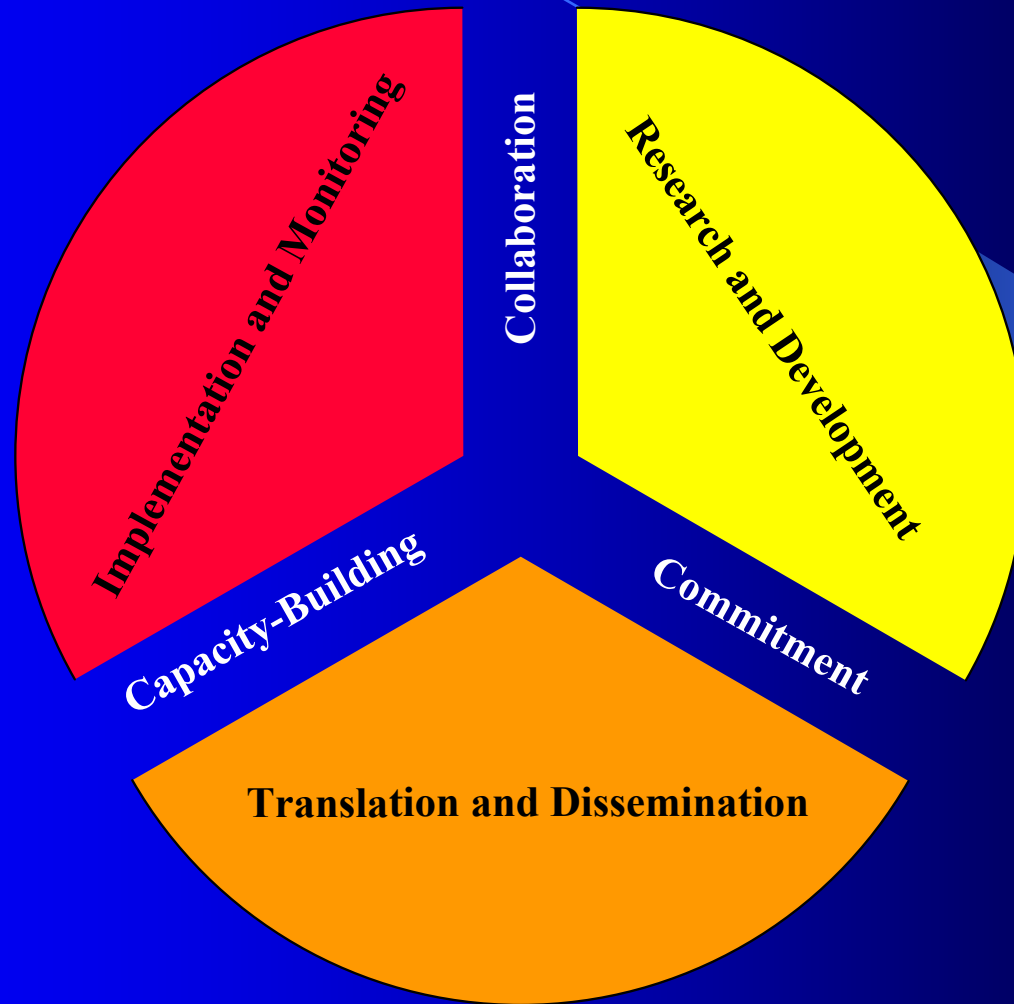 Implementation and Monitoring
Collaboration
Research and Development
Capacity-Building
Commitment
Translation and Dissemination